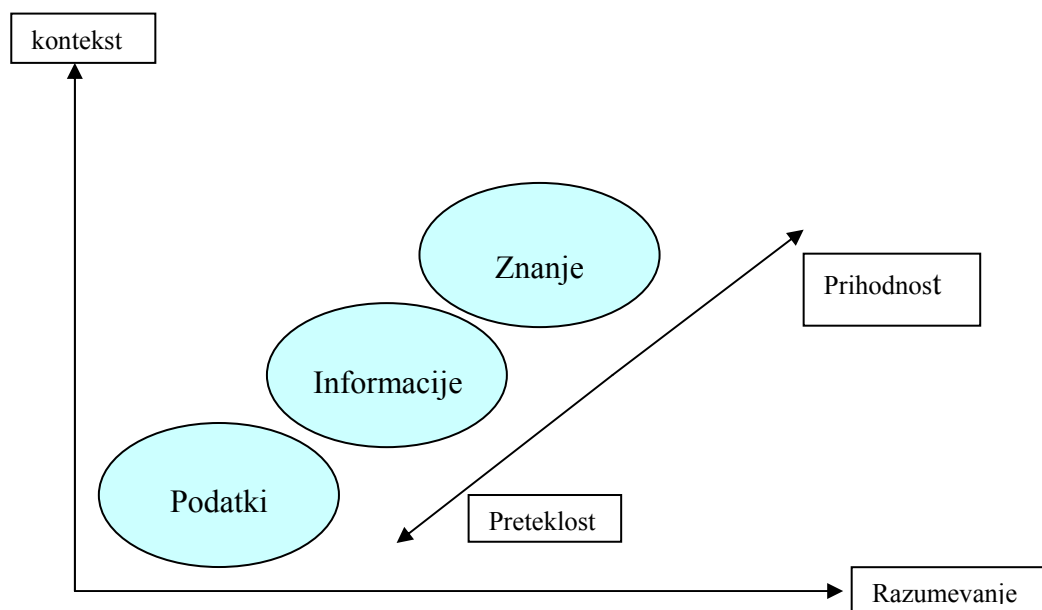 kontekst
Znanje
Prihodnost
Informacije
Podatki
Preteklost
Razumevanje